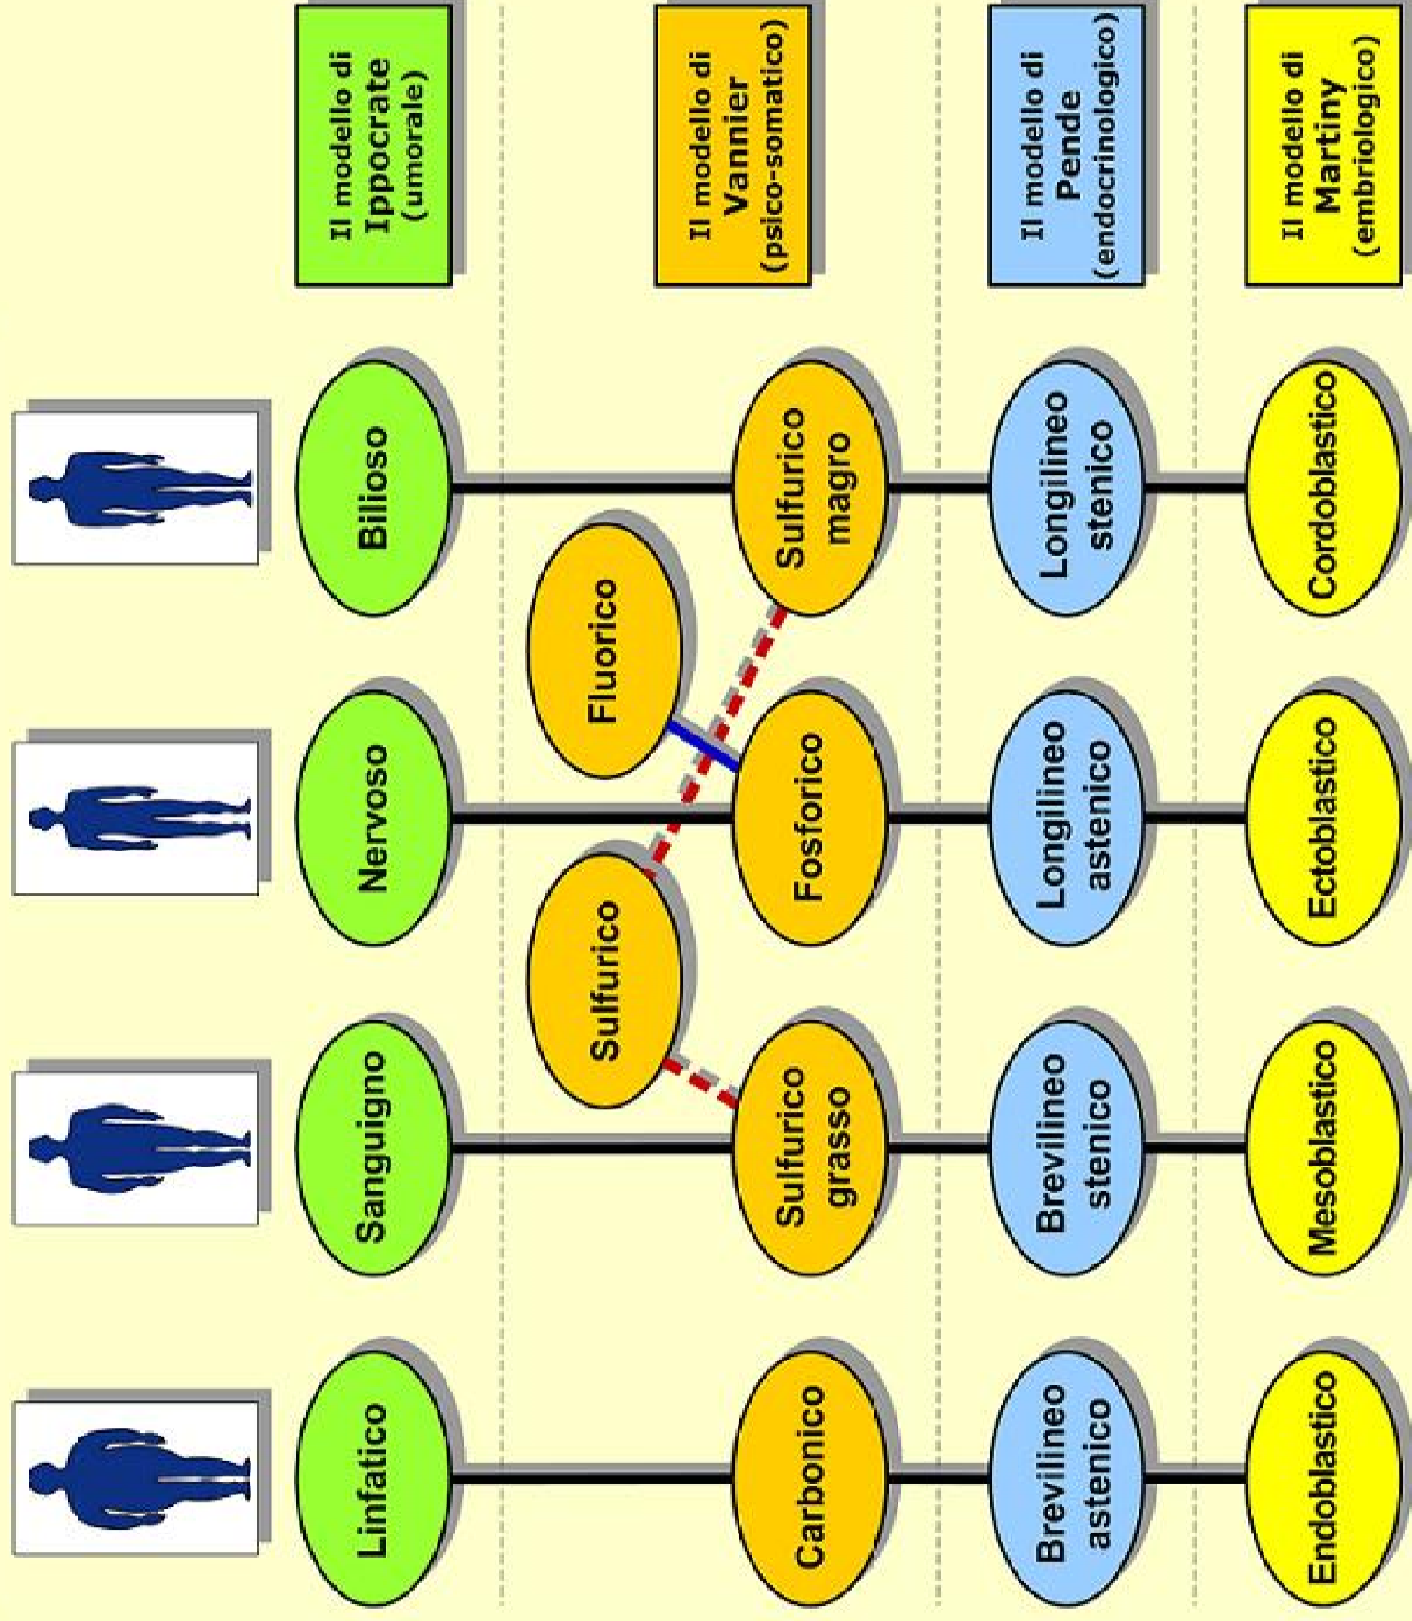 Linfatico
Sanguigno
Nervoso
Bilioso
Il modello di
Ippocrate
(umorale)
Sulfurico
Fluorico
Carbonico
Sulfurico
grasso
Fosforico
Sulfurico
magro
Il modello di
Vannier
(psico-somatico)
Brevilineo
astenico
Brevilineo
stenico
Longilineo
astenico
Longilineo
stenico
Il modello di
Pende
(endocrinologico)
Endoblastico
Mesoblastico
Ectoblastico
Cordoblastico
Il modello di
Martiny
(embriologico)